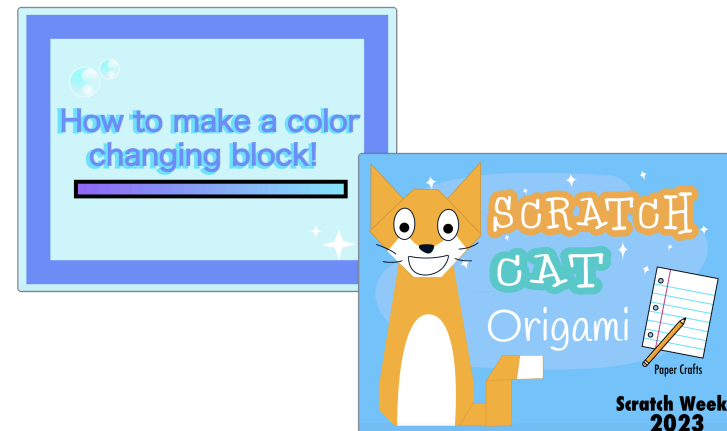 How to make a color
changing block!
SCRATCH
CAT
Origami
Paper Crafts
Scratch Week
2023